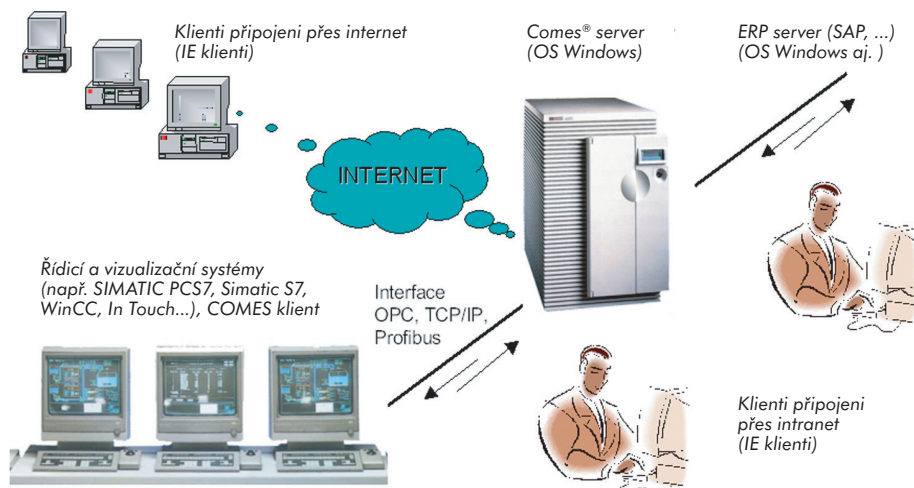 Klienti připojeni přes internet
(IE klienti)
Comes® server
(OS Windows)
ERP server (SAP, ...)
(OS Windows aj. )
INTERNET
Řídicí a vizualizační systémy
(např. SIMATIC PCS7, Simatic S7,
WinCC, In Touch...), COMES klient
Interface
OPC, TCP/IP,
Profibus
Klienti připojeni
přes intranet
(IE klienti)